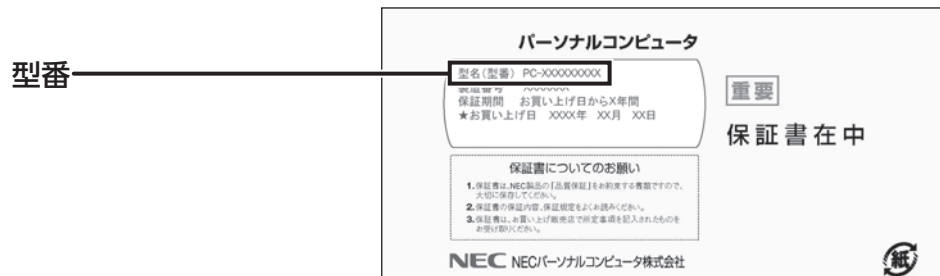 パーソナルコンピュータ
型番
型名(型番) PC-XXXXXXXXX
製造番号 XXXXXXX
保証期間 お買い上げ日からX年間
★お買い上げ日 XXXX年 XX月 XX日
重要
保証書在中
保証書についてのお願い
1.保証書は、NEC製品の「品質保証」をお約束する書類ですので、
大切に保存してください。
2.保証書の保証内容、保証規定をよくお読みください。
3.保証書は、お買い上げ販売店で所定事項を記入されたものを
お受け取りください。
NEC NECパーソナルコンピュータ株式会社
紙